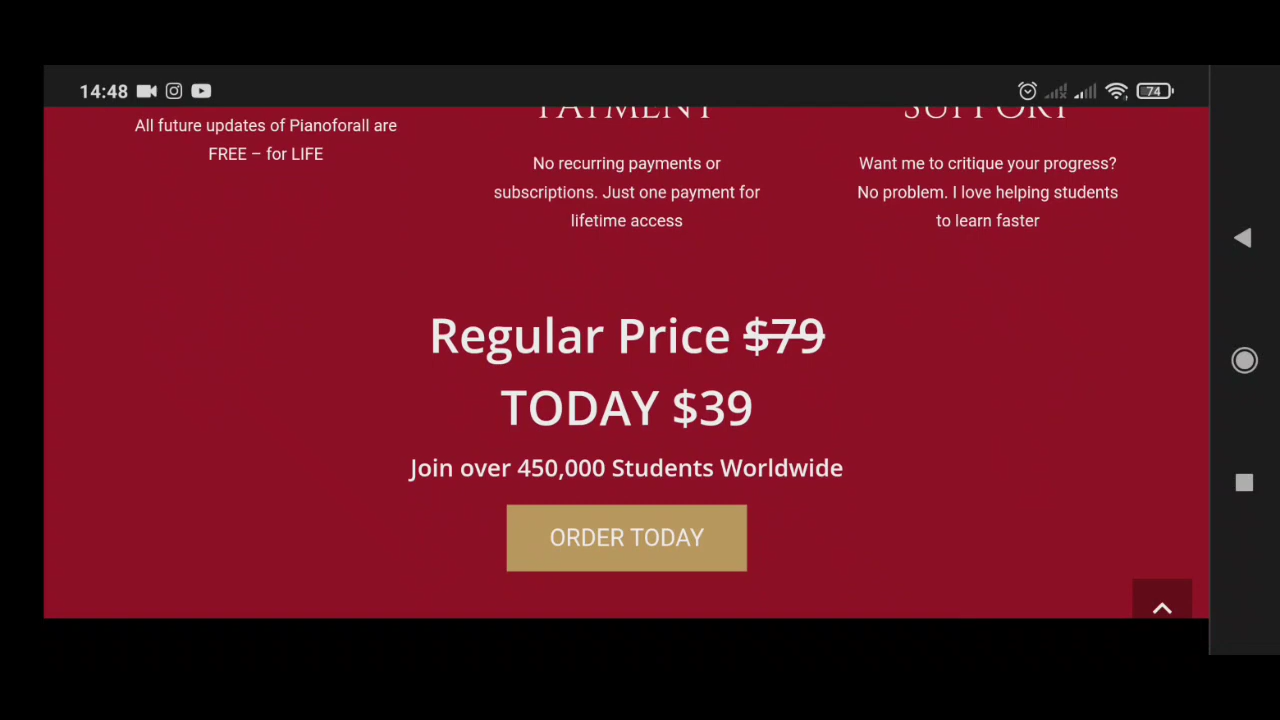 14:48
74
PAYMENT
SUPPORT
All future updates of Pianoforall are
FREE – for LIFE
No recurring payments or
subscriptions. Just one payment for
lifetime access
Want me to critique your progress?
No problem. I love helping students
to learn faster
Regular Price $79
TODAY $39
Join over 450,000 Students Worldwide
ORDER TODAY